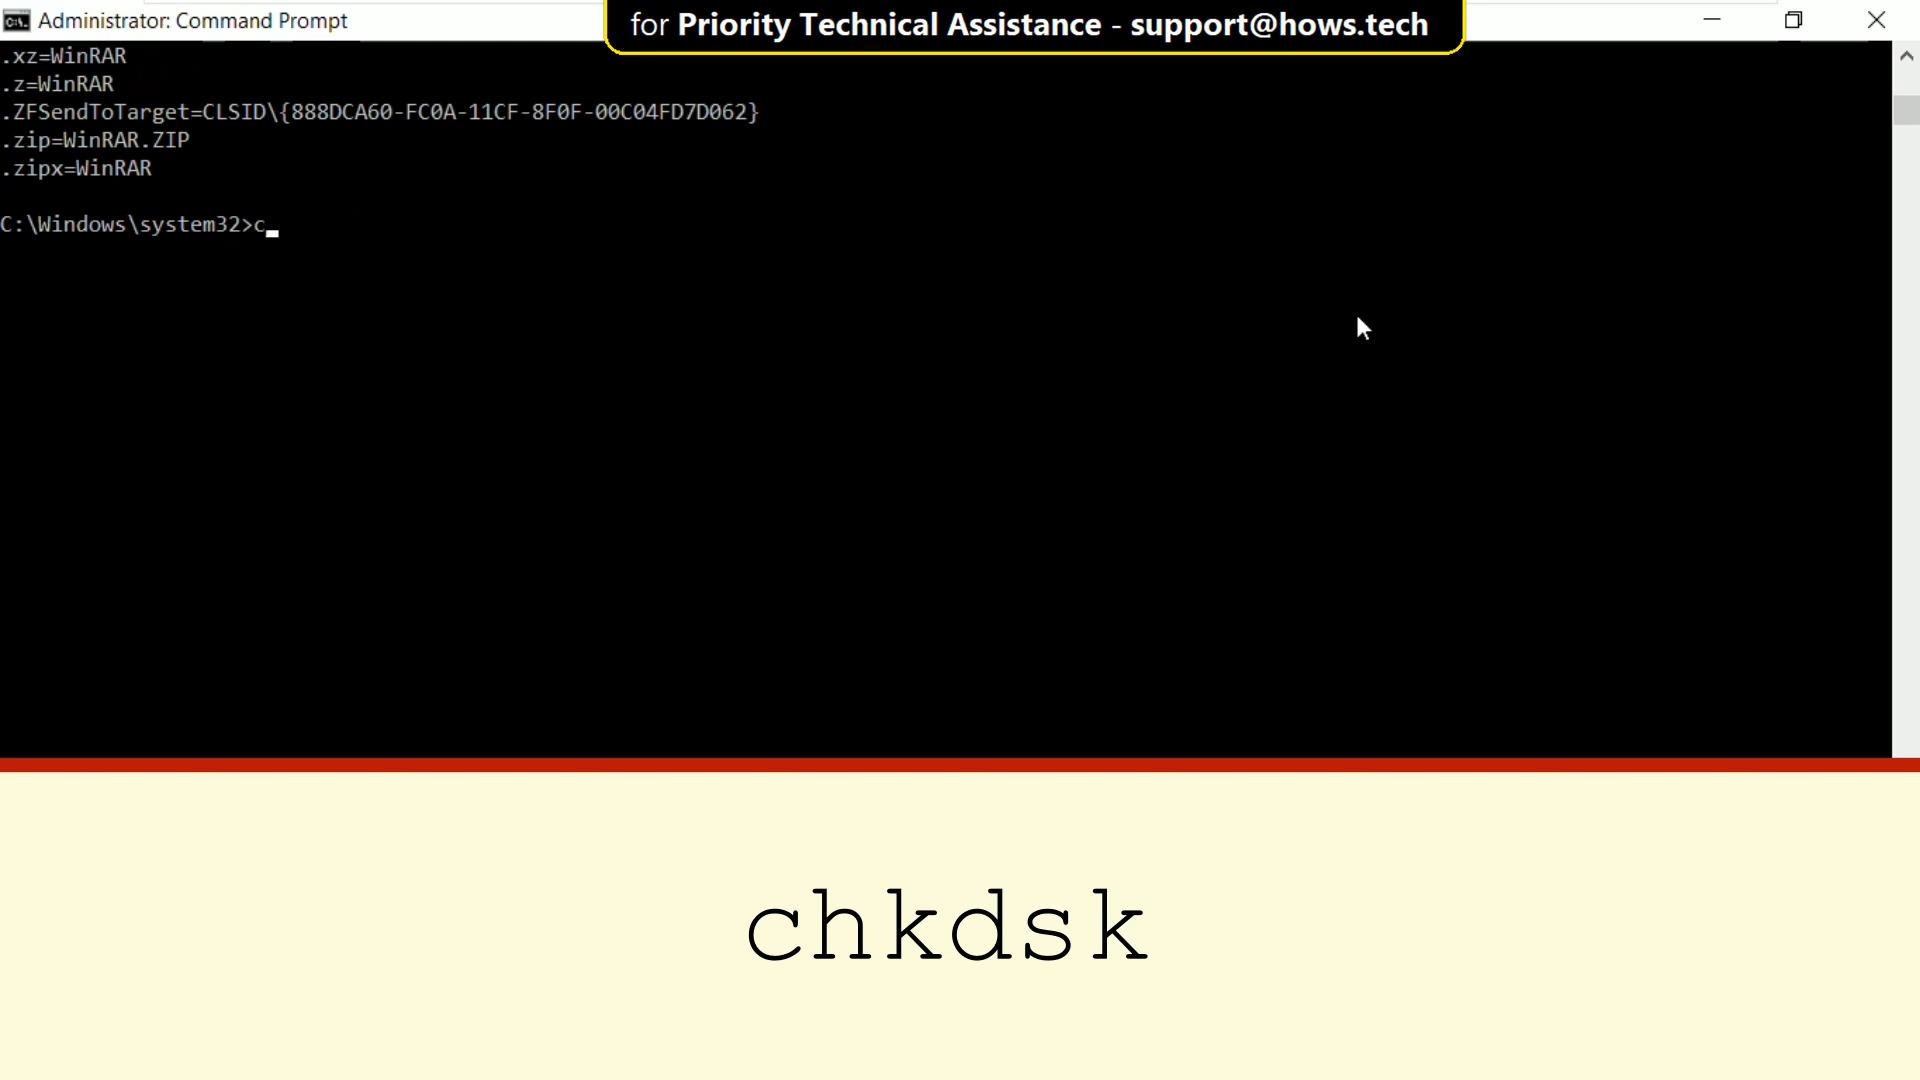 Administrator: Command Prompt
for Priority Technical Assistance - support@hows.tech
.xz=WinRAR
.z=WinRAR
.ZFSendToTarget=CLSID\{888DCA60-FC0A-11CF-8F0F-00C04FD7D062}
.zip=WinRAR.ZIP
.zipx=WinRAR
C:\Windows\system32>c
chkdsk